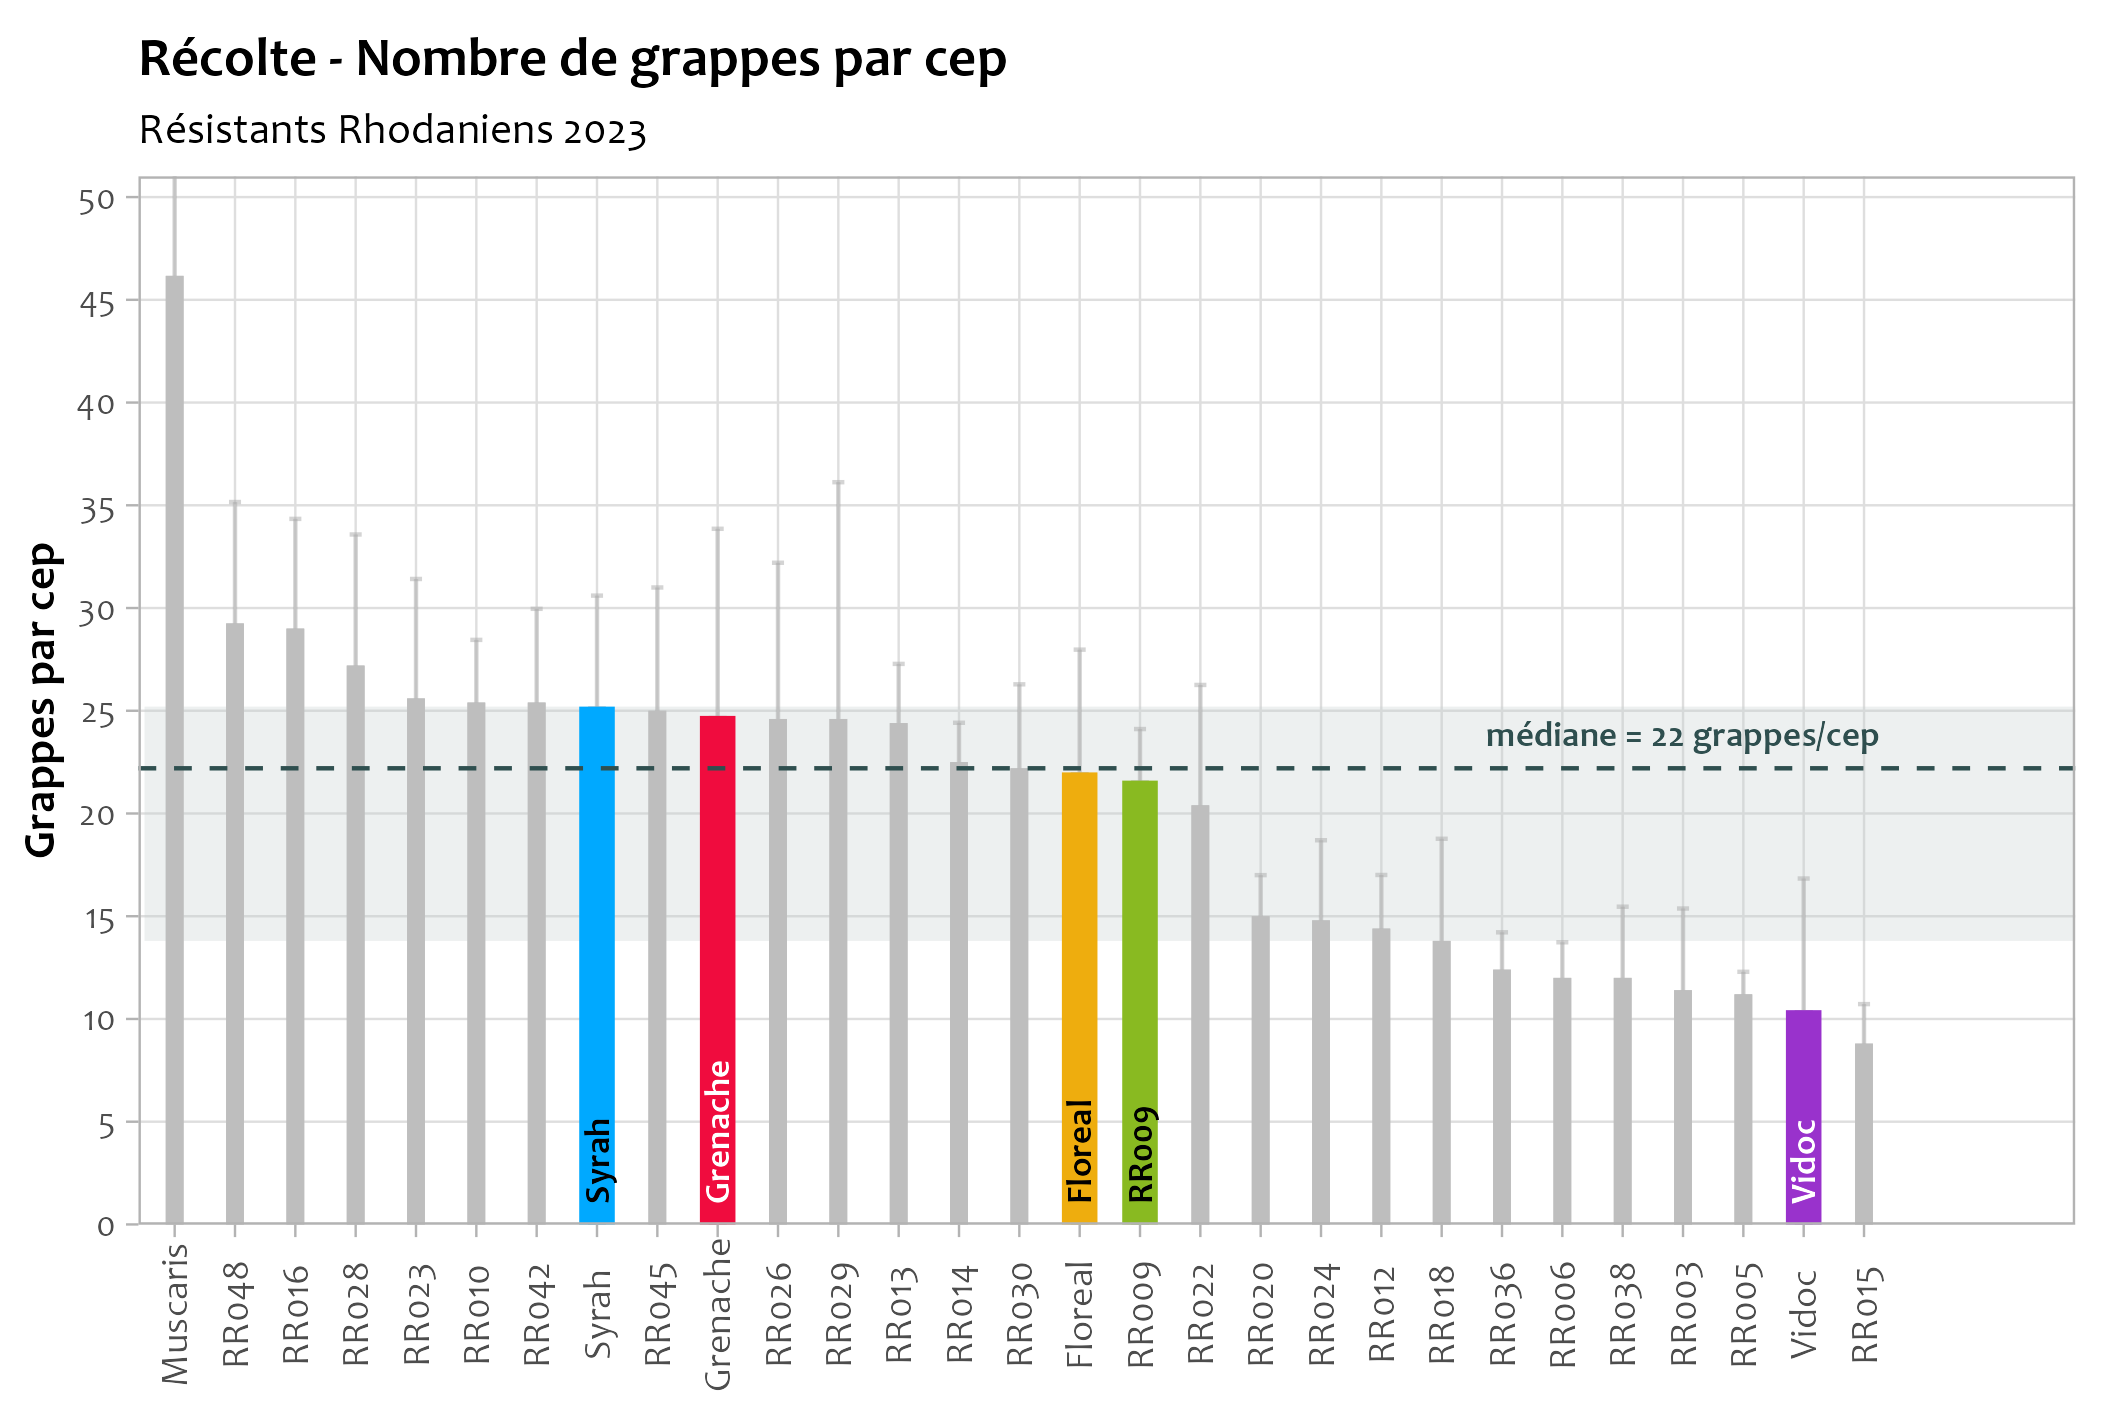 Récolte - Nombre de grappes par cep
Résistants Rhodaniens 2023
Grappes par cep
50
45
40
35
30
25
20
15
10
5
0
médiane = 22 grappes/cep
Syrah
Grenache
Floreal
RR009
Vidoc
Muscaris
RR048
RR016
RR028
RR023
RR010
RR042
Syrah
RR045
Grenache
RR026
RR029
RR013
RR014
RR030
Floreal
RR009
RR022
RR020
RR024
RR012
RR018
RR036
RR006
RR038
RR003
RR005
Vidoc
RR015